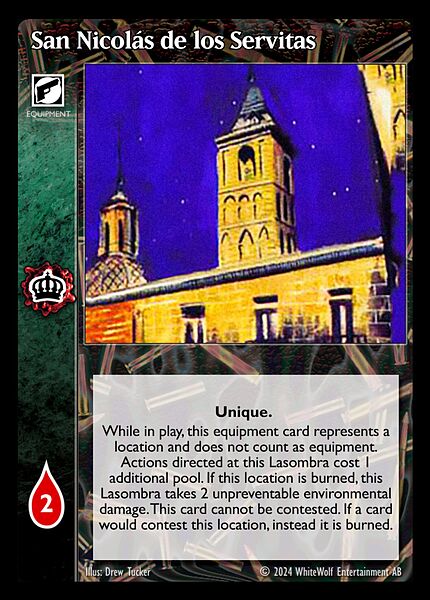 San Nicolás de los Servitas
EQUIPMENT
Unique.
While in play, this equipment card represents a
location and does not count as equipment.
Actions directed at this Lasombra cost 1
additional pool. If this location is burned, this
Lasombra takes 2 unpreventable environmental
damage. This card cannot be contested. If a card
would contest this location, instead it is burned.
2
Illus: Drew Tucker
© 2024 WhiteWolf Entertainment AB